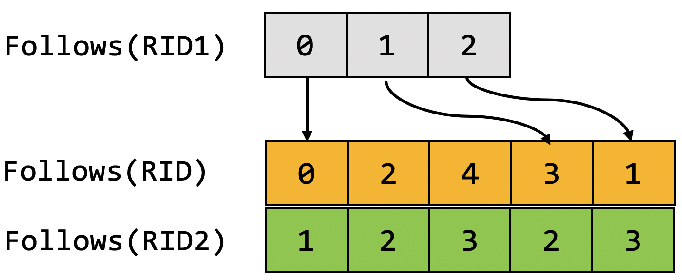 Follows(RID1) 0 1 2
Follows(RID) 0 2 4 3 1
Follows(RID2) 1 2 3 2 3